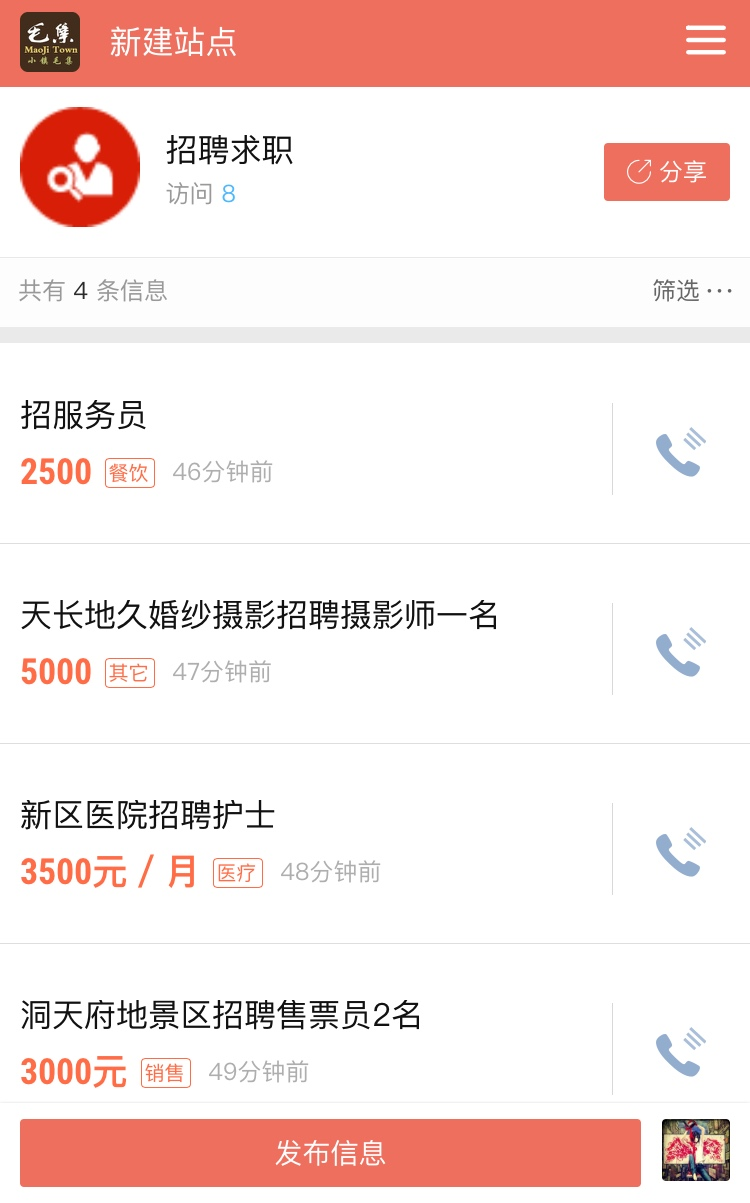 毛集
MaoJi Town
小镇毛集
新建站点
招聘求职
访问 8
分享
共有 4 条信息
筛选 ···
招服务员
2500 餐饮 46分钟前
天长地久婚纱摄影招聘摄影师一名
5000 其它 47分钟前
新区医院招聘护士
3500元 / 月 医疗 48分钟前
洞天府地景区招聘售票员2名
3000元 销售 49分钟前
发布信息